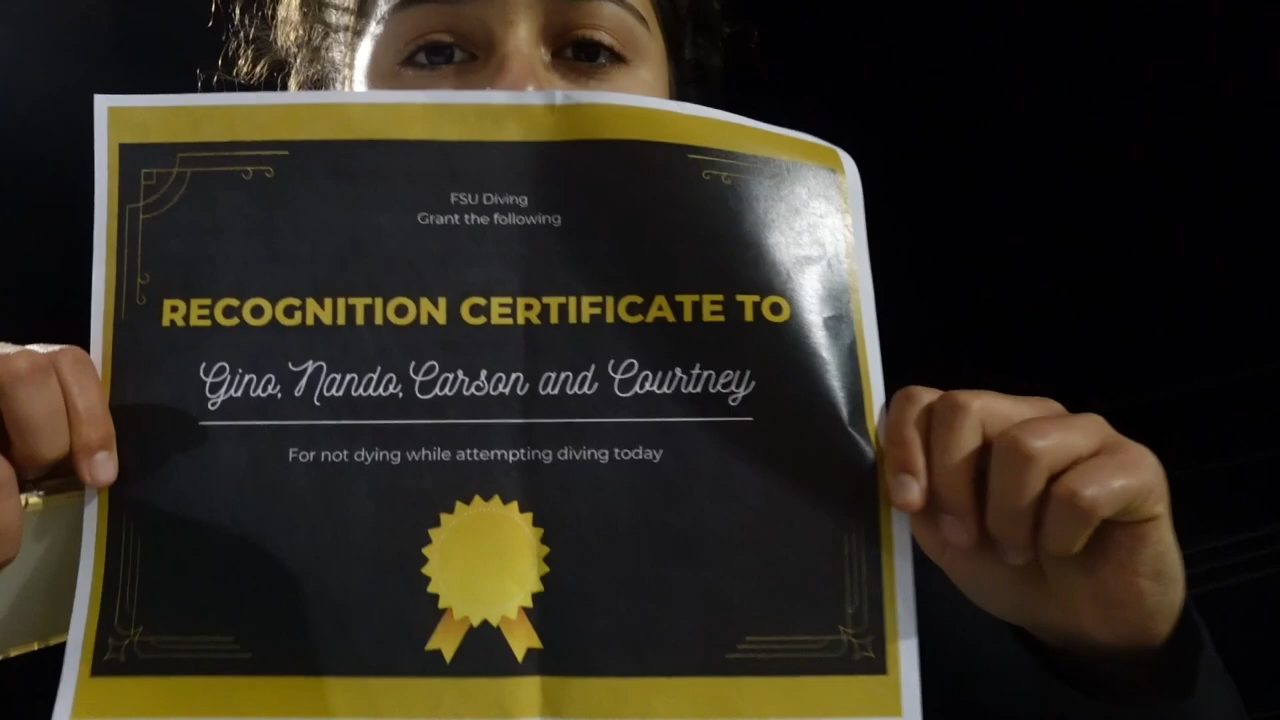 FSU Diving
Grant the following
RECOGNITION CERTIFICATE TO
Gino, Nando, Carson and Courtney
For not dying while attempting diving today